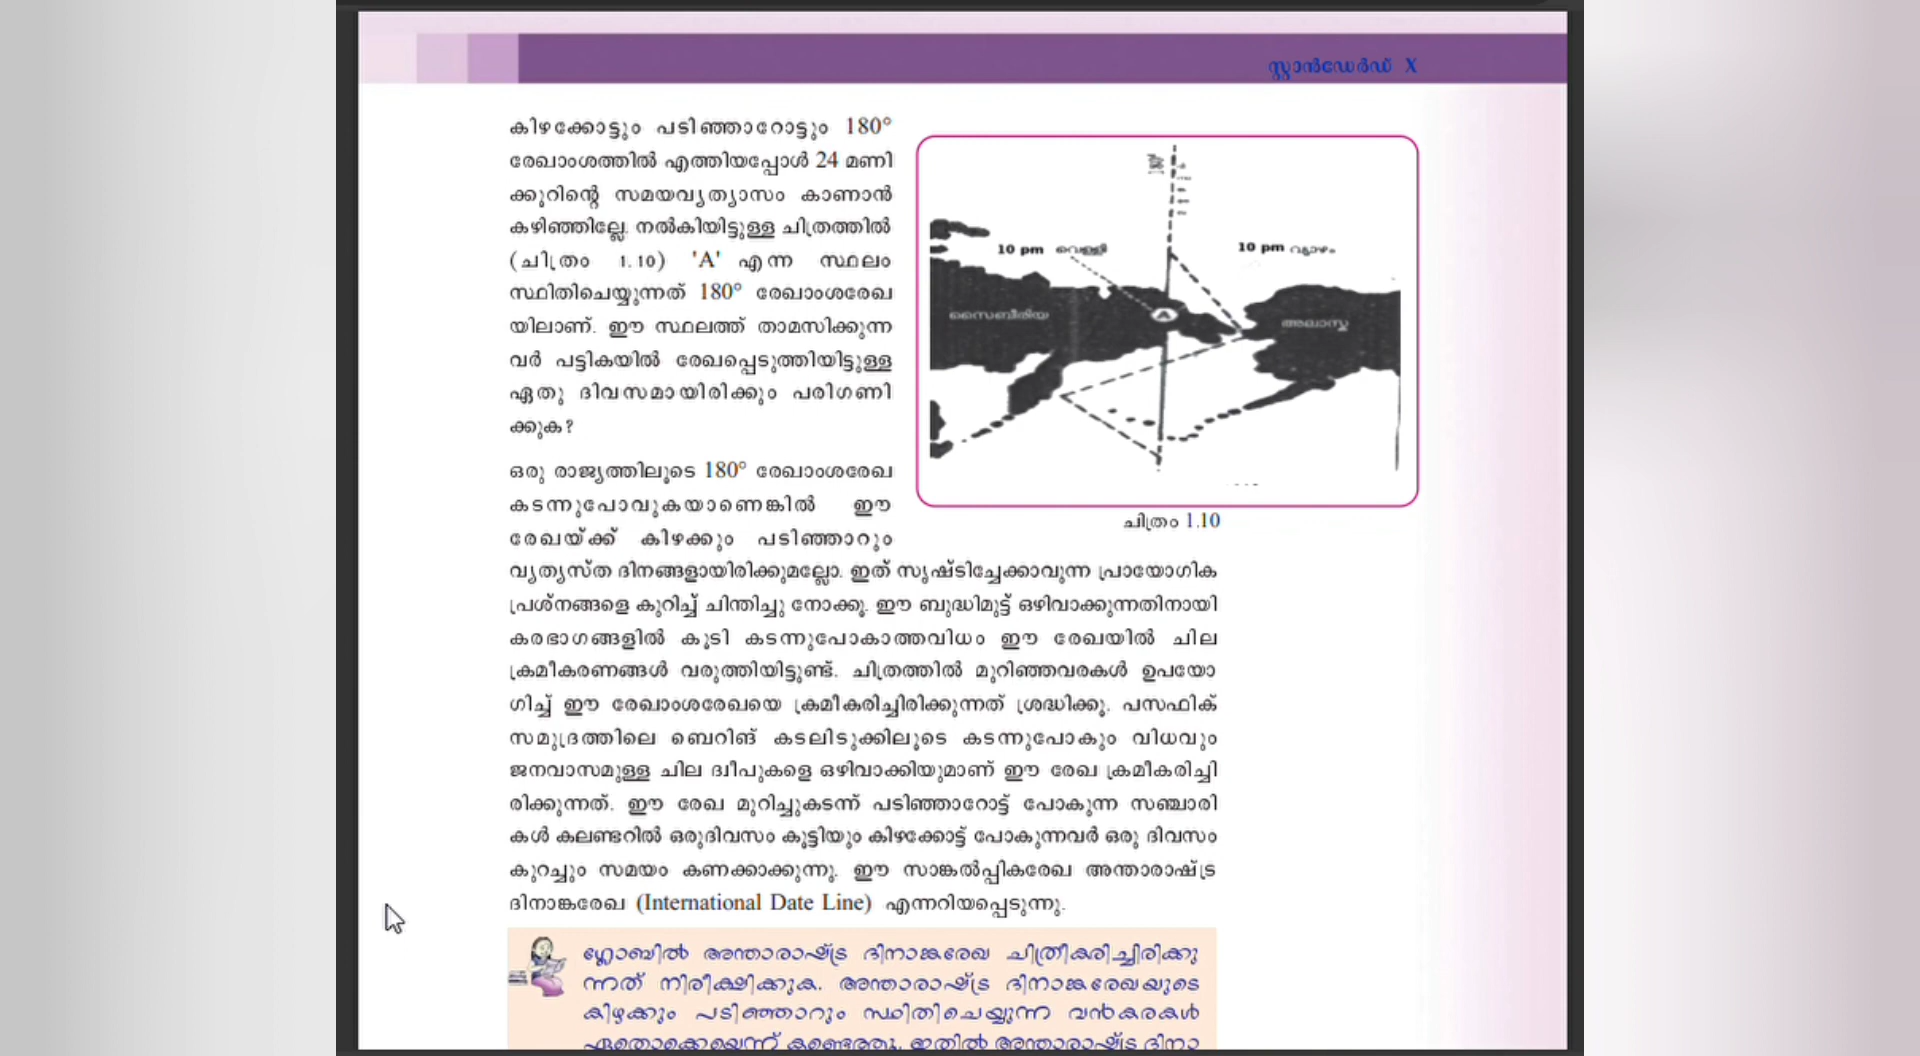 സ്റ്റാൻഡേർഡ് X
കിഴക്കോട്ടും പടിഞ്ഞാറോട്ടും 180°
രേഖാംശത്തിൽ എത്തിയപ്പോൾ 24 മണി
ക്കൂറിന്റെ സമയവ്യത്യാസം കാണാൻ
കഴിഞ്ഞില്ലേ. നൽകിയിട്ടുള്ള ചിത്രത്തിൽ
(ചിത്രം 1.10) 'A' എന്ന സ്ഥലം
സ്ഥിതിചെയ്യുന്നത് 180° രേഖാംശരേഖ
യിലാണ്. ഈ സ്ഥലത്ത് താമസിക്കുന്ന
വർ പട്ടികയിൽ രേഖപ്പെടുത്തിയിട്ടുള്ള
ഏതു ദിവസമായിരിക്കും പരിഗണി
ക്കുക?
10 pm വെള്ളി
10 pm വ്യാഴം
സൈബീരിയ
A
അലാസ്ക
ചിത്രം 1.10
ഒരു രാജ്യത്തിലൂടെ 180° രേഖാംശരേഖ
കടന്നുപോവുകയാണെങ്കിൽ ഈ
രേഖയ്ക്ക് കിഴക്കും പടിഞ്ഞാറും
വ്യത്യസ്ത ദിനങ്ങളായിരിക്കുമല്ലോ. ഇത് സൃഷ്ടിച്ചേക്കാവുന്ന പ്രായോഗിക
പ്രശ്നങ്ങളെ കുറിച്ച് ചിന്തിച്ചു നോക്കൂ. ഈ ബുദ്ധിമുട്ട് ഒഴിവാക്കുന്നതിനായി
കരഭാഗങ്ങളിൽ കൂടി കടന്നുപോകാത്തവിധം ഈ രേഖയിൽ ചില
ക്രമീകരണങ്ങൾ വരുത്തിയിട്ടുണ്ട്. ചിത്രത്തിൽ മുറിഞ്ഞവരകൾ ഉപയോ
ഗിച്ച് ഈ രേഖാംശരേഖയെ ക്രമീകരിച്ചിരിക്കുന്നത് ശ്രദ്ധിക്കൂ. പസഫിക്
സമുദ്രത്തിലെ ബെറിങ് കടലിടുക്കിലൂടെ കടന്നുപോകും വിധവും
ജനവാസമുള്ള ചില ദ്വീപുകളെ ഒഴിവാക്കിയുമാണ് ഈ രേഖ ക്രമീകരിച്ചി
രിക്കുന്നത്. ഈ രേഖ മുറിച്ചുകടന്ന് പടിഞ്ഞാറോട്ട് പോകുന്ന സഞ്ചാരി
കൾ കലണ്ടറിൽ ഒരുദിവസം കൂട്ടിയും കിഴക്കോട്ട് പോകുന്നവർ ഒരു ദിവസം
കുറച്ചും സമയം കണക്കാക്കുന്നു. ഈ സാങ്കൽപ്പികരേഖ അന്താരാഷ്ട്ര
ദിനാങ്കരേഖ (International Date Line) എന്നറിയപ്പെടുന്നു.
ഗ്ലോബിൽ അന്താരാഷ്ട്ര ദിനാങ്കരേഖ ചിത്രീകരിച്ചിരിക്കു
ന്നത് നിരീക്ഷിക്കുക. അന്താരാഷ്ട്ര ദിനാങ്കരേഖയുടെ
കിഴക്കും പടിഞ്ഞാറും സ്ഥിതിചെയ്യുന്ന വൻകരകൾ
ഏതൊക്കെയെന്ന് കണ്ടെത്തൂ. ഇതിൽ അന്താരാഷ്ട്ര ദിനാ